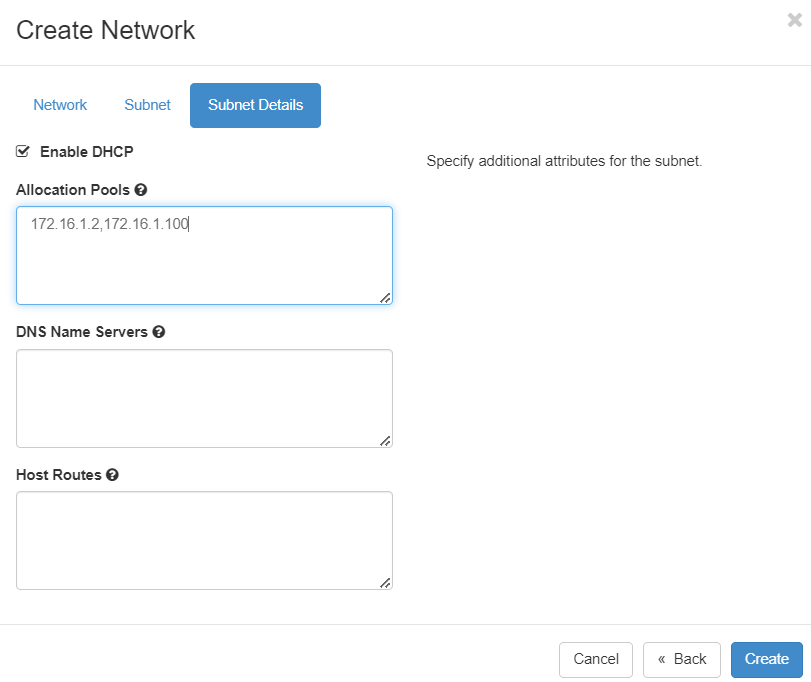 Create Network
Network
Subnet
Subnet Details
Enable DHCP
Specify additional attributes for the subnet.
Allocation Pools
172.16.1.2,172.16.1.100
DNS Name Servers
Host Routes
Cancel
« Back
Create